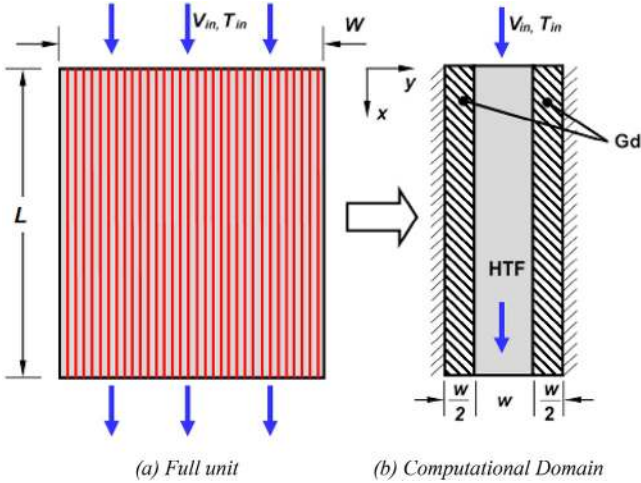 V_in, T_in
W
L
(a) Full unit
V_in, T_in
y
x
Gd
HTF
w/2
w
w/2
(b) Computational Domain